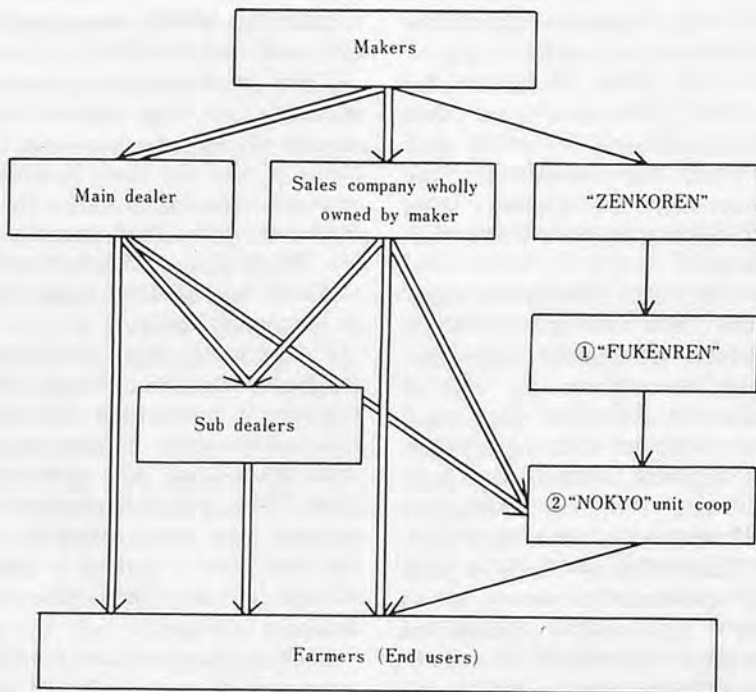 Makers
Main dealer
Sales company wholly
owned by maker
"ZENKOREN"
①"FUKENREN"
Sub dealers
②"NOKYO"unit coop
Farmers (End users)